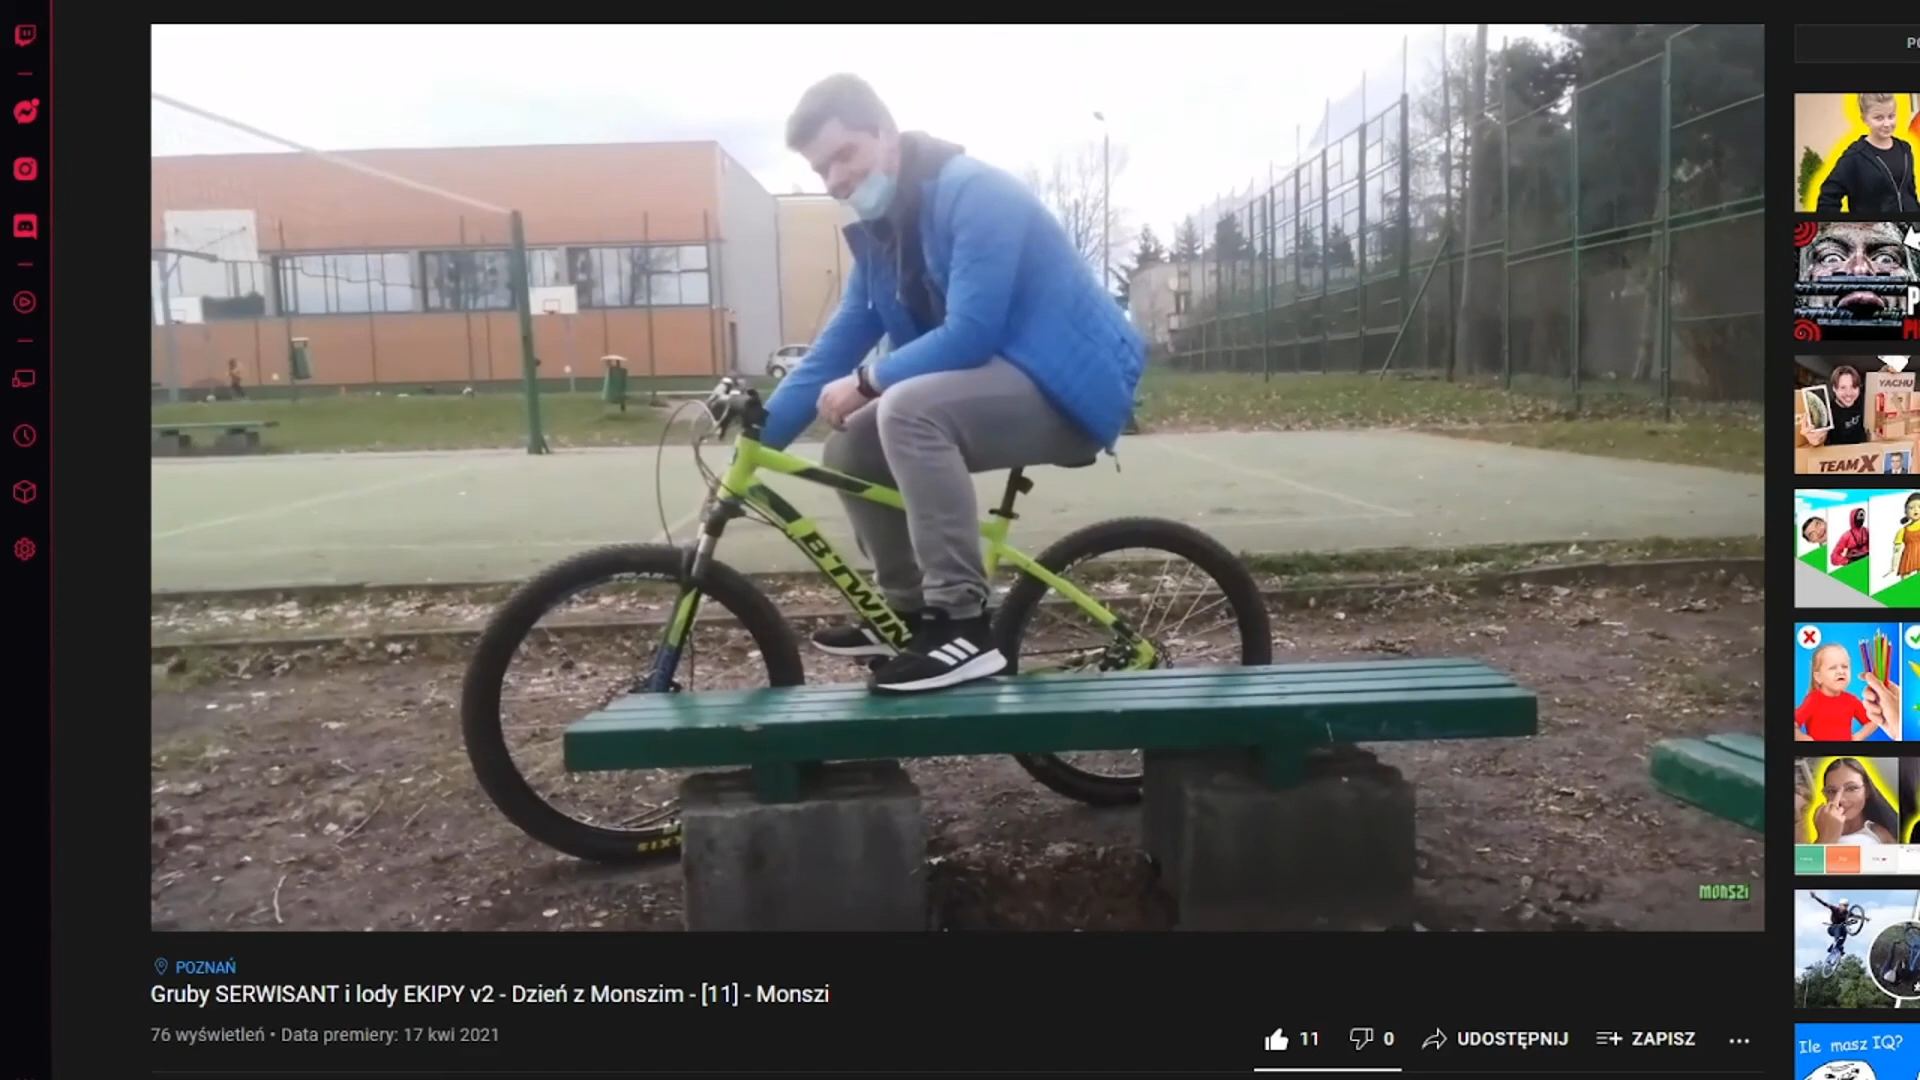 B'TWIN
MONSZI
POZNAŃ
Gruby SERWISANT i lody EKIPY v2 - Dzień z Monszim - [11] - Monszi
76 wyświetleń • Data premiery: 17 kwi 2021
11
0
UDOSTĘPNIJ
ZAPISZ
YACHU
TEAM X
Ile masz IQ?